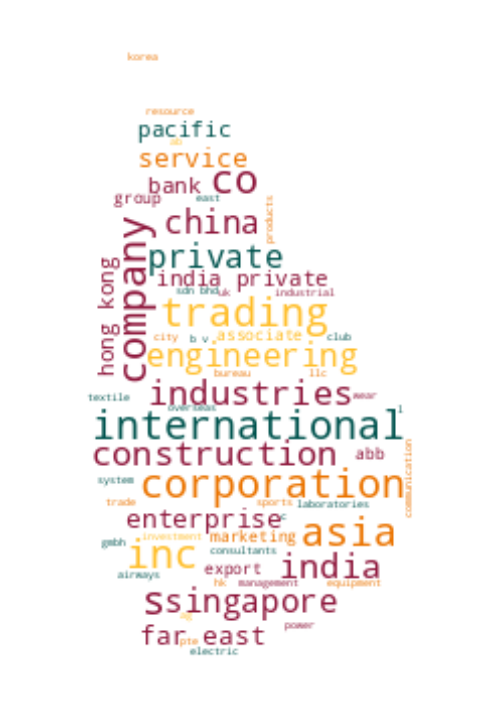 korea
resource
pacific
ab
service
bank co
group east
products
china
company
private
hong kong
india private
sdn bhd uk industrial
trading
city b v associate club
engineering
bureau llc
industries wear
textile overseas
international l
construction abb
communication
system corporation
trade sports laboratories
enterprise c
asia
gmbh investment marketing
inc consultants
airways export india
hk management equipment
s singapore
ag
power
far east
pte
electric